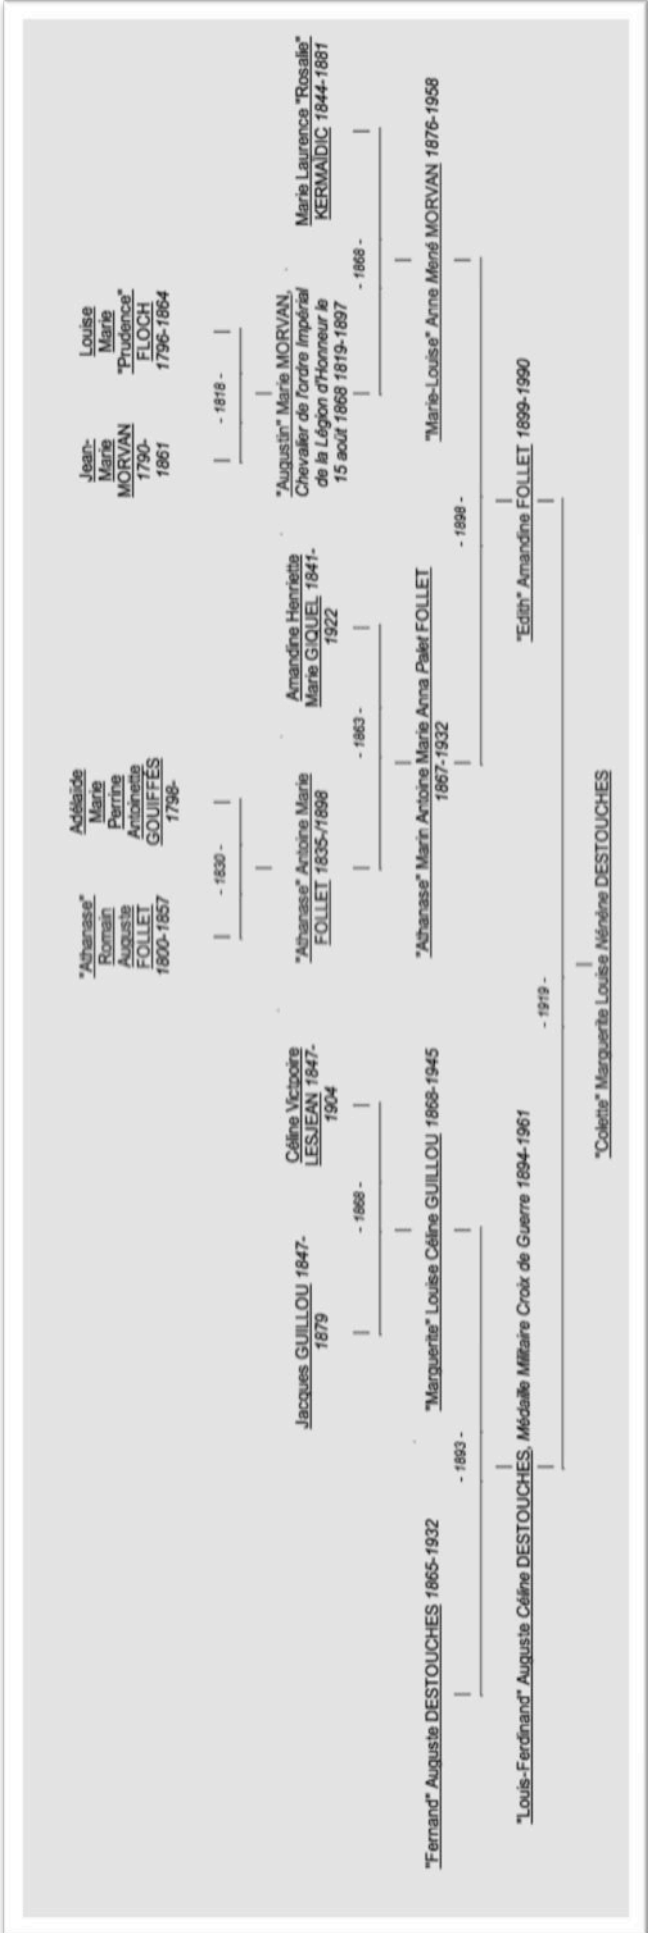 "Athanase"
Romain
Auguste
FOLLET
1800-1857
Adélaïde
Marie
Perrine
Antoinette
GOUIFFÈS
1798-
Jean-
Marie
MORVAN
1790-
1861
Louise
Marie
"Prudence"
FLOCH
1796-1864
- 1830 -
- 1818 -
Jacques GUILLOU 1847-
1879
Céline Victpoire
LESJEAN 1847-
1904
"Athanase" Antoine Marie
FOLLET 1835-/1898
Amandine Henriette
Marie GIQUEL 1841-
1922
"Augustin" Marie MORVAN,
Chevalier de l'ordre Impérial
de la Légion d'Honneur le
15 août 1868 1819-1897
Marie Laurence "Rosalie"
KERMAÏDIC 1844-1881
- 1868 -
- 1863 -
- 1868 -
"Fernand" Auguste DESTOUCHES 1865-1932
"Marguerite" Louise Céline GUILLOU 1868-1945
"Athanase" Marin Antoine Marie Anna Palet FOLLET
1867-1932
"Marie-Louise" Anne Mené MORVAN 1876-1958
- 1893 -
- 1898 -
"Louis-Ferdinand" Auguste Céline DESTOUCHES, Médaille Militaire Croix de Guerre 1894-1961
"Edith" Amandine FOLLET 1899-1990
- 1919 -
"Colette" Marguerite Louise Nénéne DESTOUCHES